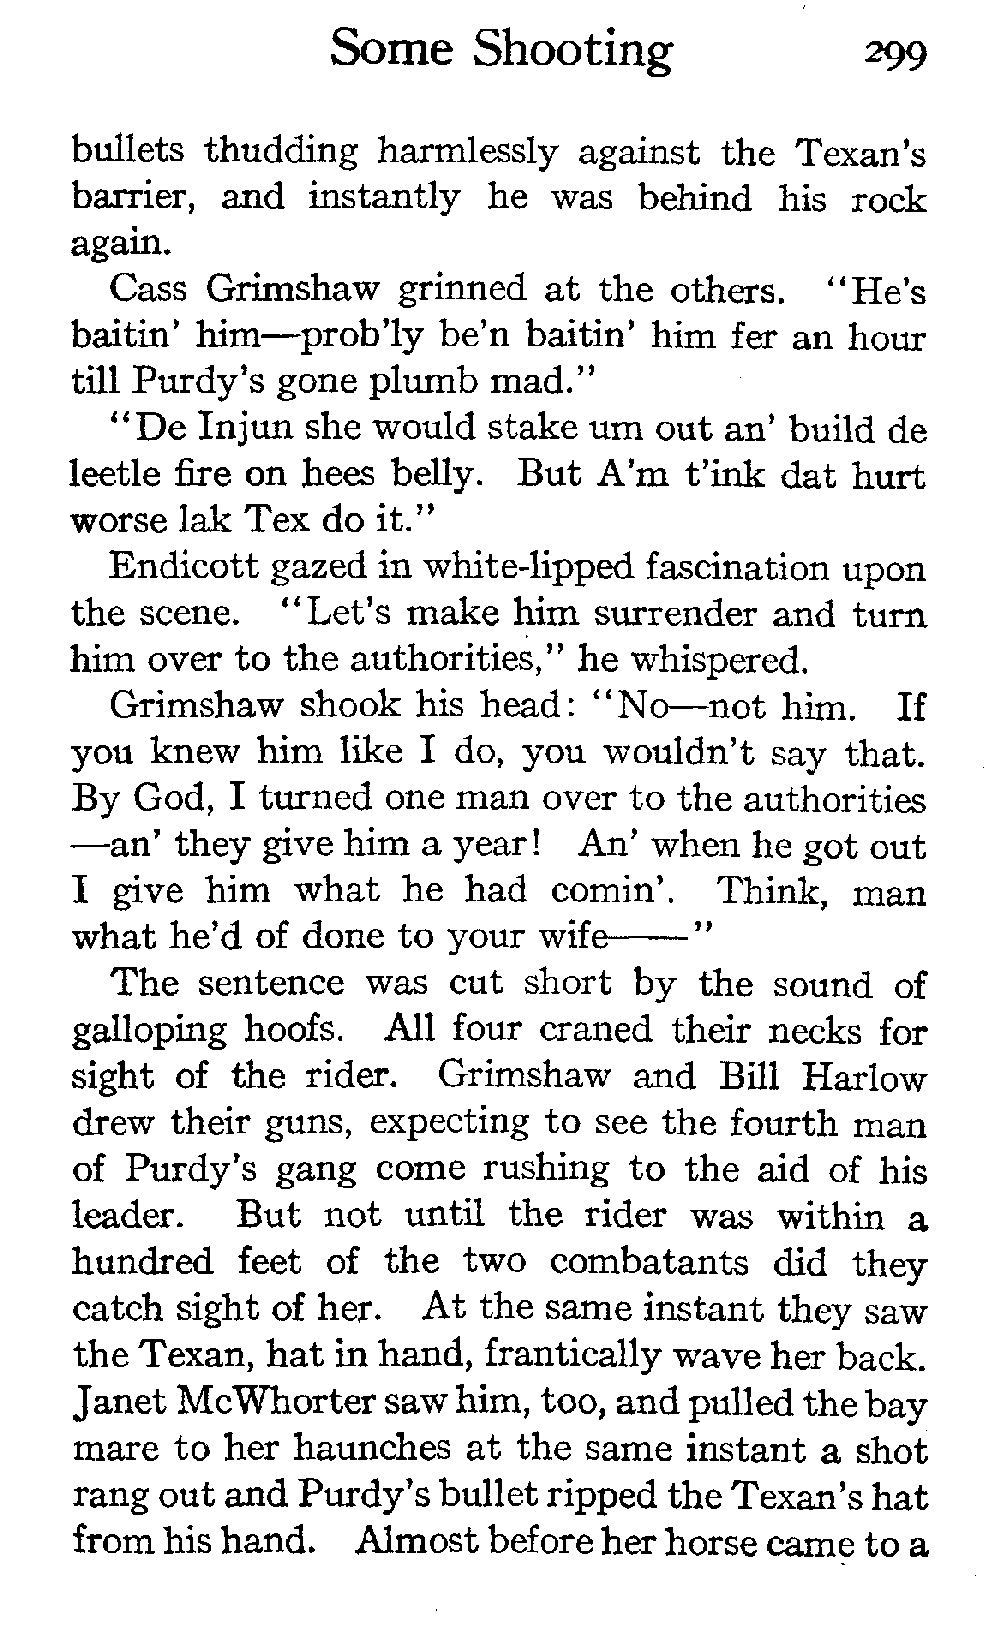 Some Shooting 299
bullets thudding harmlessly against the Texan's
barrier, and instantly he was behind his rock
again.
Cass Grimshaw grinned at the others. "He's
baitin' him—prob'ly be'n baitin' him fer an hour
till Purdy's gone plumb mad."
"De Injun she would stake um out an' build de
leetle fire on hees belly. But A'm t'ink dat hurt
worse lak Tex do it."
Endicott gazed in white-lipped fascination upon
the scene. "Let's make him surrender and turn
him over to the authorities," he whispered.
Grimshaw shook his head: "No—not him. If
you knew him like I do, you wouldn't say that.
By God, I turned one man over to the authorities
—an' they give him a year! An' when he got out
I give him what he had comin'. Think, man
what he'd of done to your wife——"
The sentence was cut short by the sound of
galloping hoofs. All four craned their necks for
sight of the rider. Grimshaw and Bill Harlow
drew their guns, expecting to see the fourth man
of Purdy's gang come rushing to the aid of his
leader. But not until the rider was within a
hundred feet of the two combatants did they
catch sight of her. At the same instant they saw
the Texan, hat in hand, frantically wave her back.
Janet McWhorter saw him, too, and pulled the bay
mare to her haunches at the same instant a shot
rang out and Purdy's bullet ripped the Texan's hat
from his hand. Almost before her horse came to a